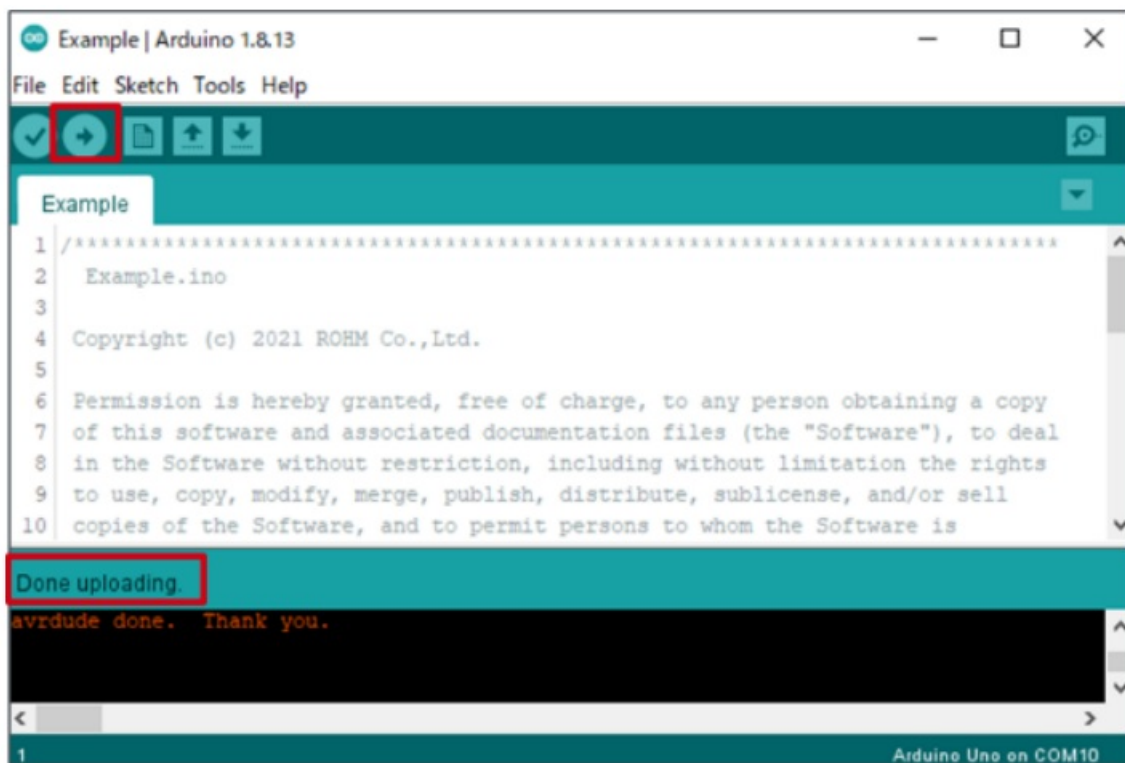 Example | Arduino 1.8.13
File Edit Sketch Tools Help
Example
1 /******************************************************************************
2 Example.ino
3
4 Copyright (c) 2021 ROHM Co.,Ltd.
5
6 Permission is hereby granted, free of charge, to any person obtaining a copy
7 of this software and associated documentation files (the "Software"), to deal
8 in the Software without restriction, including without limitation the rights
9 to use, copy, modify, merge, publish, distribute, sublicense, and/or sell
10 copies of the Software, and to permit persons to whom the Software is
Done uploading.
avrdude done.  Thank you.
1 Arduino Uno on COM10